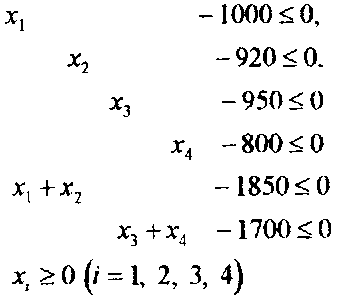 x₁ − 1000 ≤ 0,
x₂ − 920 ≤ 0.
x₃ − 950 ≤ 0
x₄ − 800 ≤ 0
x₁ + x₂ − 1850 ≤ 0
x₃ + x₄ − 1700 ≤ 0
xᵢ ≥ 0 (i = 1, 2, 3, 4)